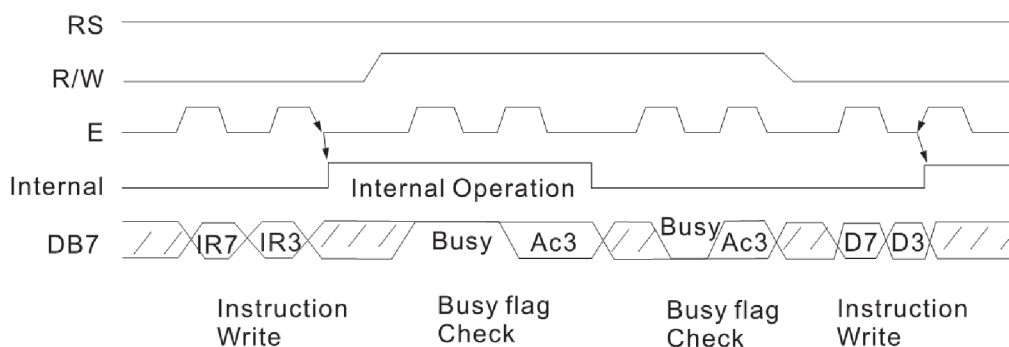 RS
R/W
E
Internal
Internal Operation
DB7
IR7
IR3
Busy
Ac3
Busy
Ac3
D7
D3
Instruction
Write
Busy flag
Check
Busy flag
Check
Instruction
Write